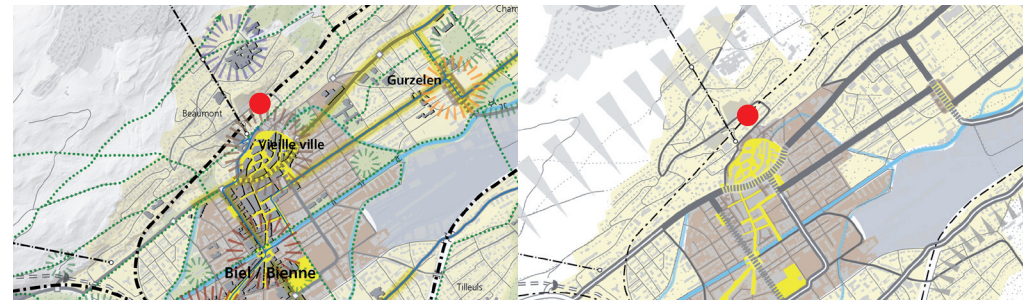 Cham
Gurzelen
Beaumont
Vieille ville
Biel / Bienne
Tilleuls